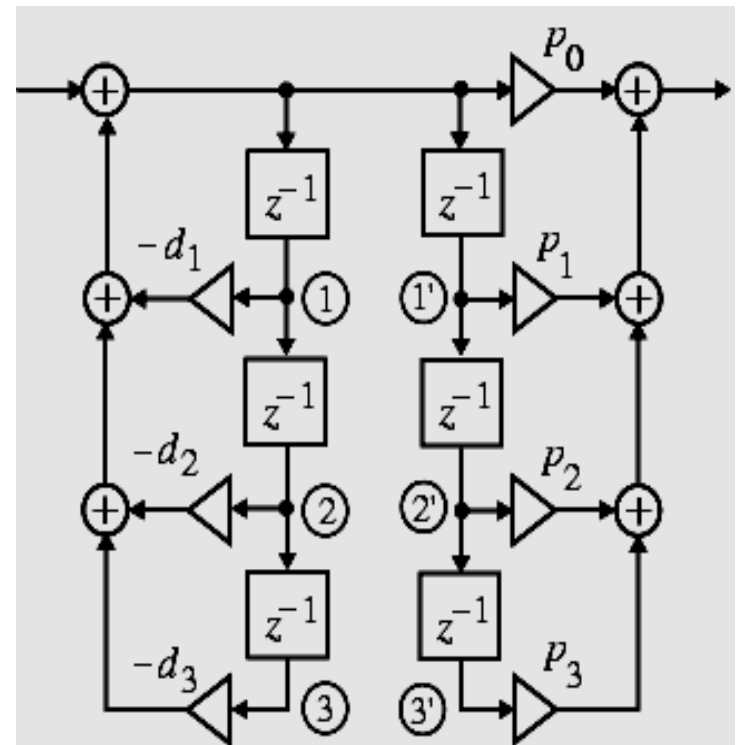 p₀
+ +
z⁻¹ z⁻¹
-d₁ p₁
+ 1 1' +
z⁻¹ z⁻¹
-d₂ p₂
+ 2 2' +
z⁻¹ z⁻¹
-d₃ p₃
3 3'